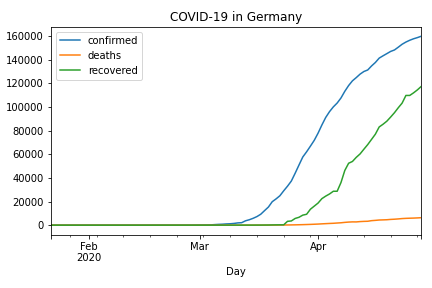 COVID-19 in Germany
confirmed
deaths
recovered
160000
140000
120000
100000
80000
60000
40000
20000
0
Feb
2020
Mar
Apr
Day